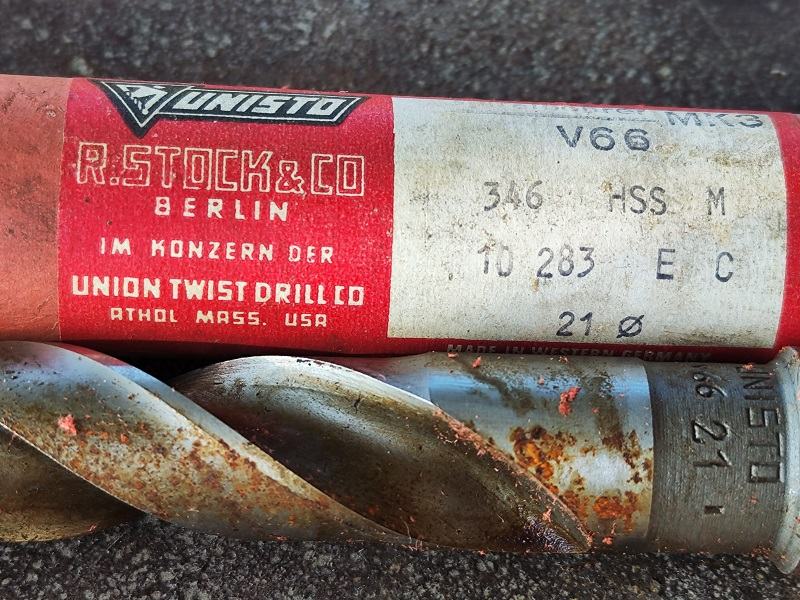 UNISTO
R.STOCK & CO
BERLIN
IM KONZERN DER
UNION TWIST DRILL CO
ATHOL MASS. USA
MK3
V66
346 HSS M
10 283 E C
21 Ø
MADE IN WESTERN GERMANY
UNISTO
V66 21